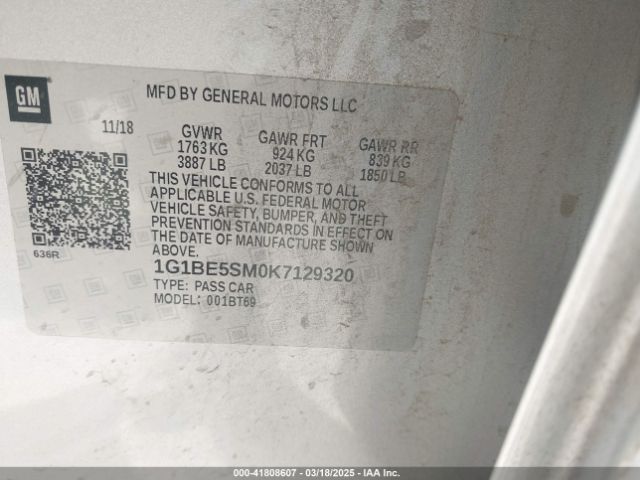 GM
MFD BY GENERAL MOTORS LLC
11/18
GVWR GAWR FRT GAWR RR
1763 KG 924 KG 839 KG
3887 LB 2037 LB 1850 LB
THIS VEHICLE CONFORMS TO ALL
APPLICABLE U.S. FEDERAL MOTOR
VEHICLE SAFETY, BUMPER, AND THEFT
PREVENTION STANDARDS IN EFFECT ON
THE DATE OF MANUFACTURE SHOWN
ABOVE.
636R
1G1BE5SM0K7129320
TYPE: PASS CAR
MODEL: 001BT69
000-41808607 - 03/18/2025 - IAA Inc.